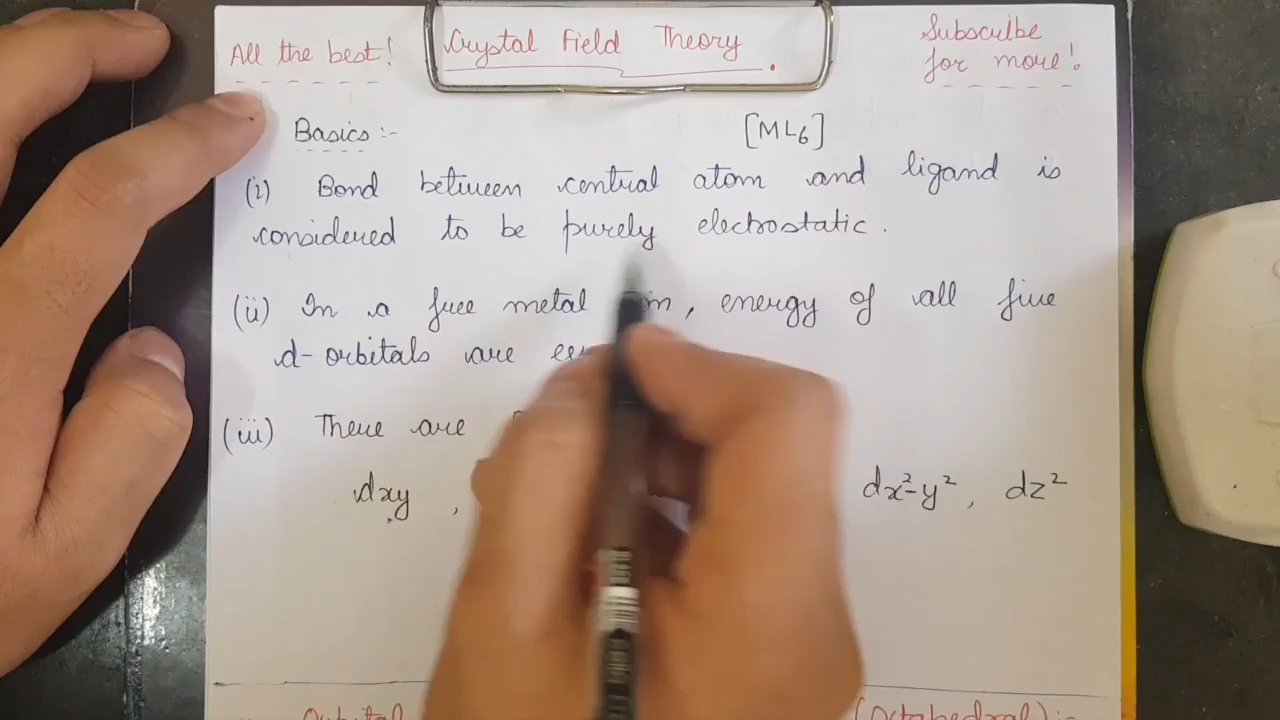 All the best!
Crystal Field Theory.
Subscribe
for more!
Basics :-
[ML6]
(i) Bond between central atom and ligand is
considered to be purely electrostatic.
(ii) In a free metal , energy of all five
d-orbitals are
(iii) There are
dxy ,
dx²-y² , dz²
Orbital
(Octahedral) :-